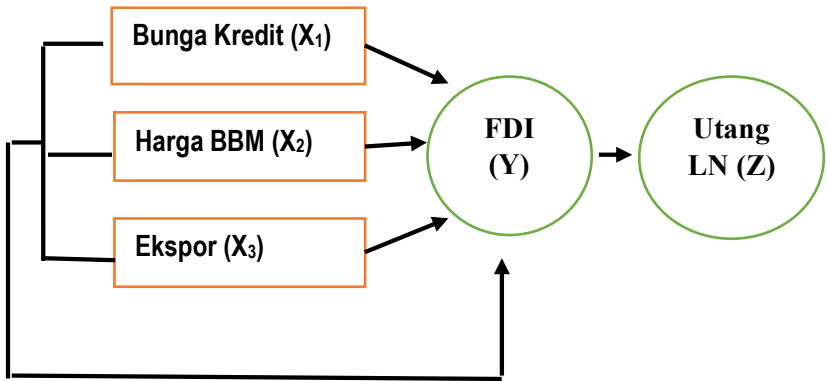 Bunga Kredit (X₁)
Harga BBM (X₂)
Ekspor (X₃)
FDI
(Y)
Utang
LN (Z)